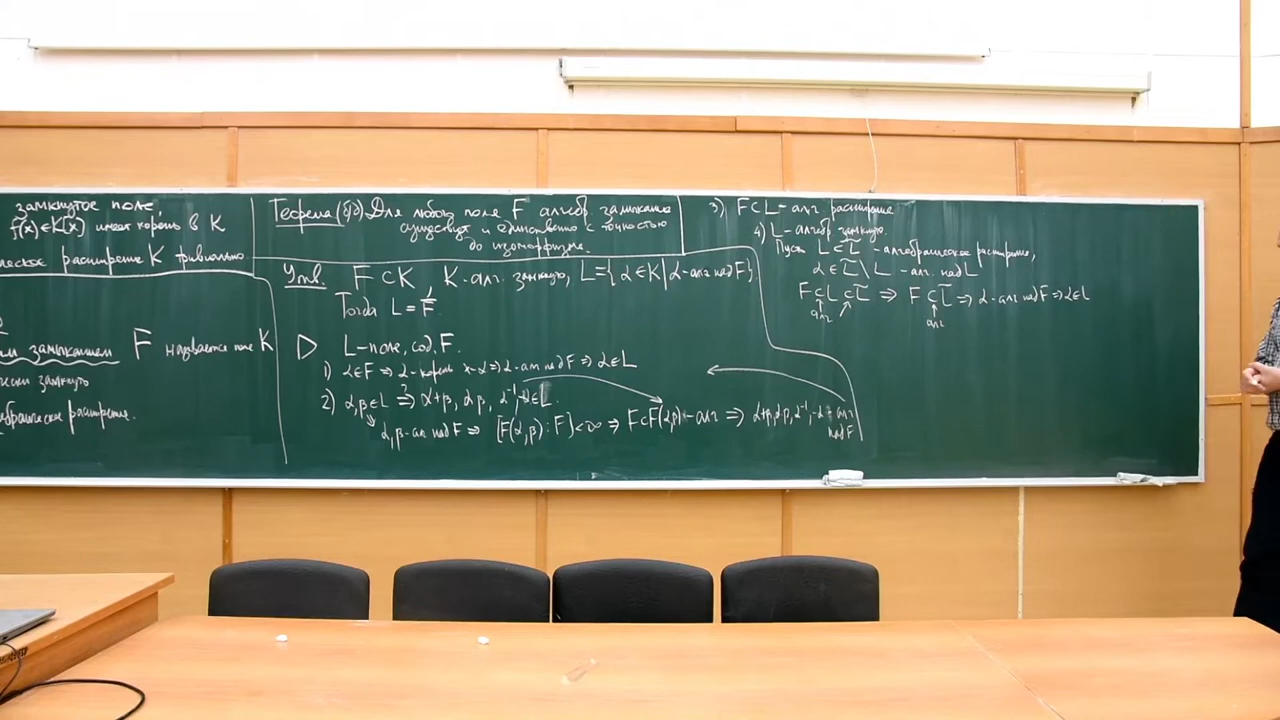 замкнутое поле,
f(x)∈K[x] имеет корень в K
ческое расширение K тривиально
замыканием F называется поле K
чески замкнуто
ебраическое расширение.
Теорема (б/д) Для любого поле F алгебр. замыкание
существует и единственно с точностью
до изоморфизма.
Утв. F⊂K K-алг. замкнуто, L={α∈K|α-алг над F}
Тогда L=F̅.
▷ L-поле, сод. F.
1) α∈F ⇒ α-корень x-α ⇒ α-алг над F ⇒ α∈L
2) α,β∈L ⇒? α+β, αβ, α⁻¹, -α∈L.
α,β-алг над F ⇒ [F(α,β):F]<∞ ⇒ F⊂F(α,β)-алг ⇒ α+β, αβ, α⁻¹, -α - алг
над F
3) F⊂L-алг. расширение
4) L-алгебр замкнуто.
Пусть L⊂L̃ -алгебраическое расширение,
α∈L̃\L -алг. над L
F⊂L⊂L̃ ⇒ F⊂L̃ ⇒ α-алг над F ⇒ α∈L
алг алг